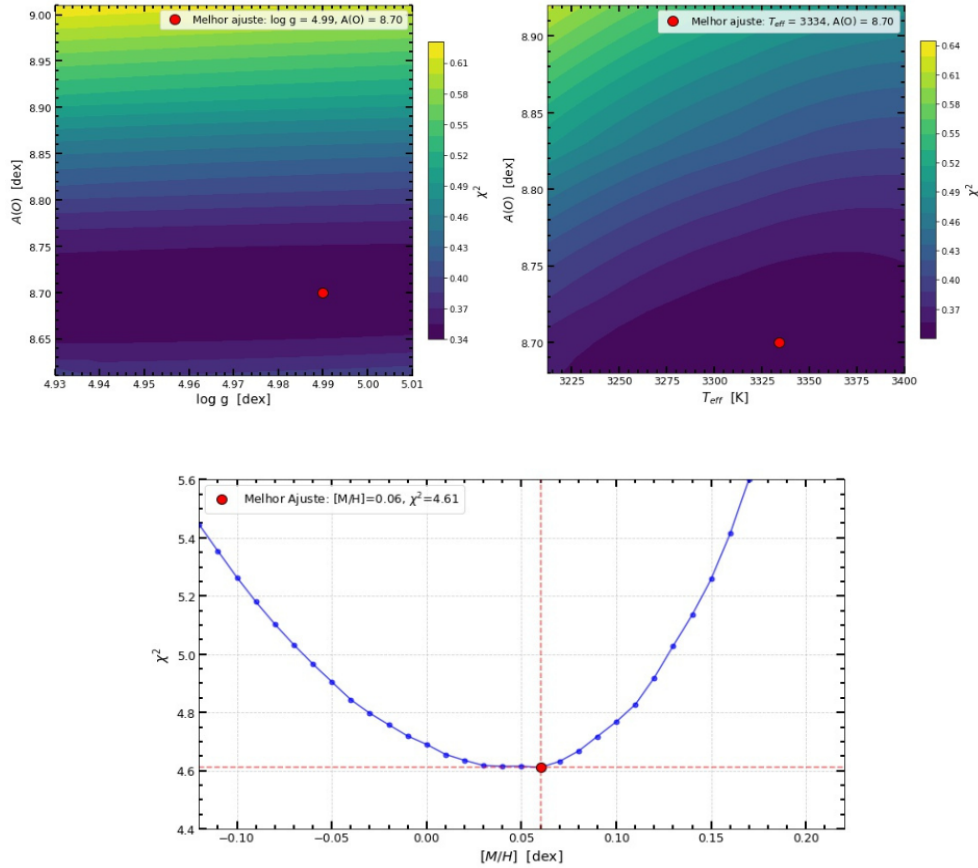 Melhor ajuste: log g = 4.99, A(O) = 8.70
9.01
8.95
8.90
8.85
8.80
8.75
8.70
8.65
A(O) [dex]
4.93 4.94 4.95 4.96 4.97 4.98 4.99 5.00 5.01
log g [dex]
0.61
0.58
0.55
0.52
0.49
0.46
0.43
0.40
0.37
0.34
χ²
Melhor ajuste: T_eff = 3334, A(O) = 8.70
8.90
8.85
8.80
8.75
8.70
A(O) [dex]
3225 3250 3275 3300 3325 3350 3375 3400
T_eff [K]
0.64
0.61
0.58
0.55
0.52
0.49
0.46
0.43
0.40
0.37
χ²
Melhor Ajuste: [M/H]=0.06, χ²=4.61
5.6
5.4
5.2
5.0
4.8
4.6
4.4
χ²
−0.10 −0.05 0.00 0.05 0.10 0.15 0.20
[M/H] [dex]